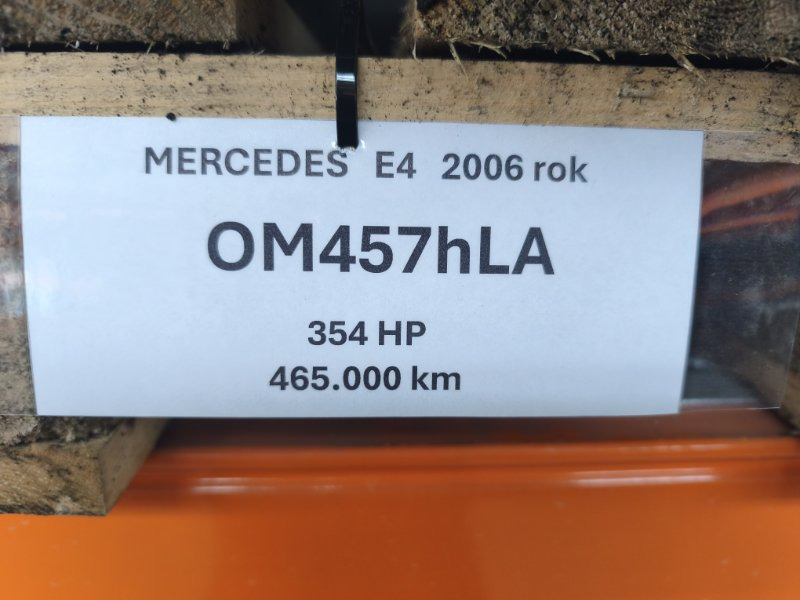 MERCEDES E4 2006 rok
OM457hLA
354 HP
465.000 km